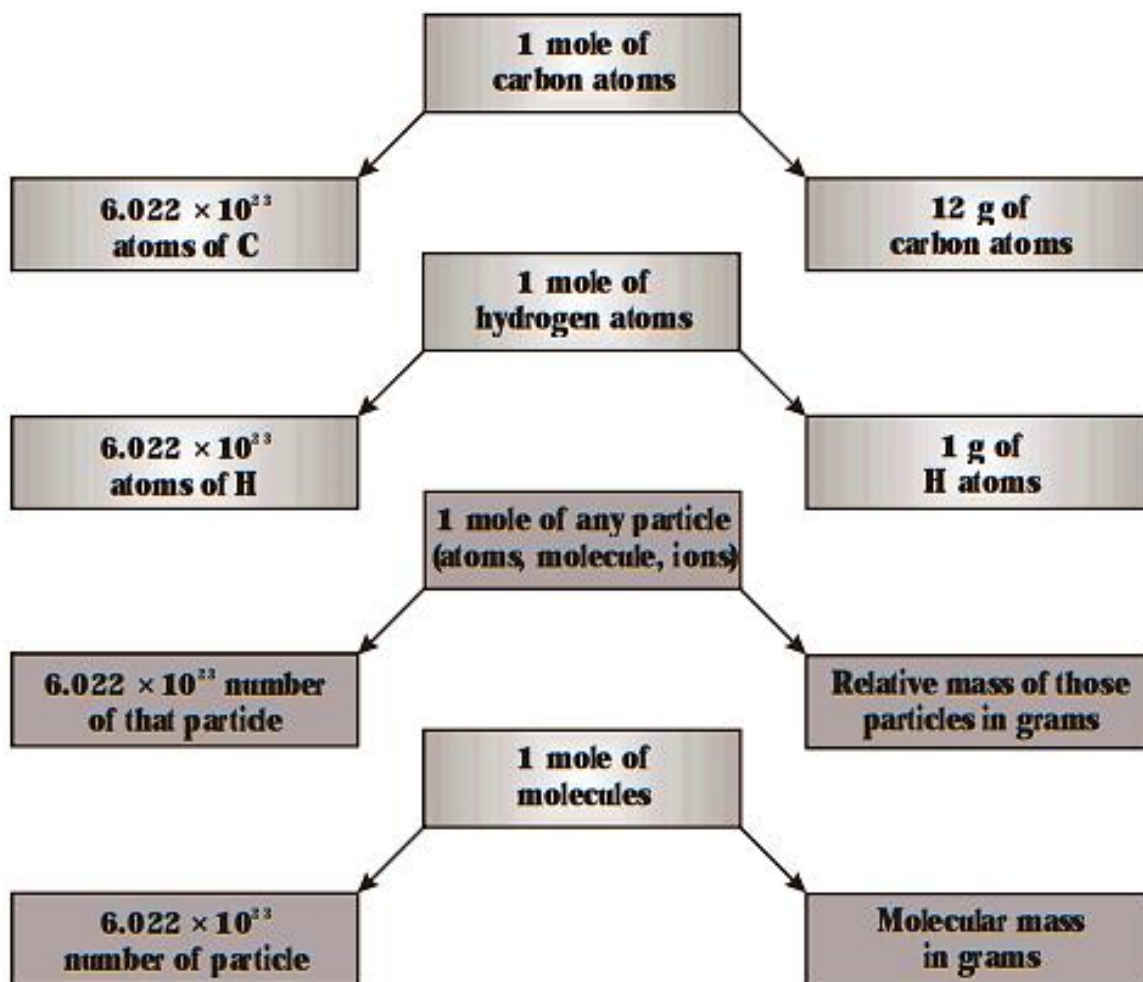 1 mole of
carbon atoms
6.022 × 10²³
atoms of C
12 g of
carbon atoms
1 mole of
hydrogen atoms
6.022 × 10²³
atoms of H
1 g of
H atoms
1 mole of any particle
(atoms, molecule, ions)
6.022 × 10²³ number
of that particle
Relative mass of those
particles in grams
1 mole of
molecules
6.022 × 10²³
number of particle
Molecular mass
in grams